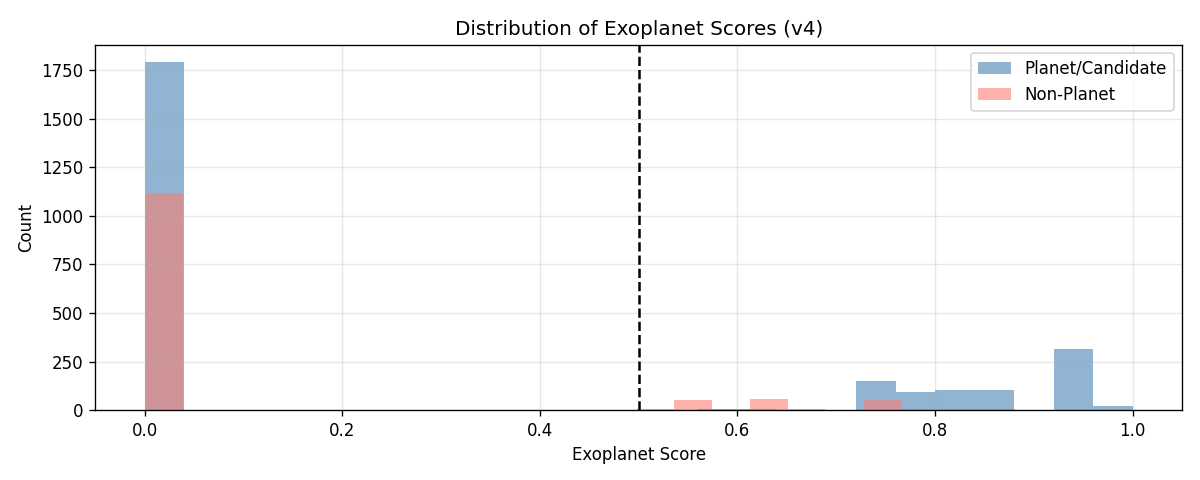 Distribution of Exoplanet Scores (v4)
Planet/Candidate
Non-Planet
1750
1500
1250
1000
750
500
250
0
Count
0.0 0.2 0.4 0.6 0.8 1.0
Exoplanet Score